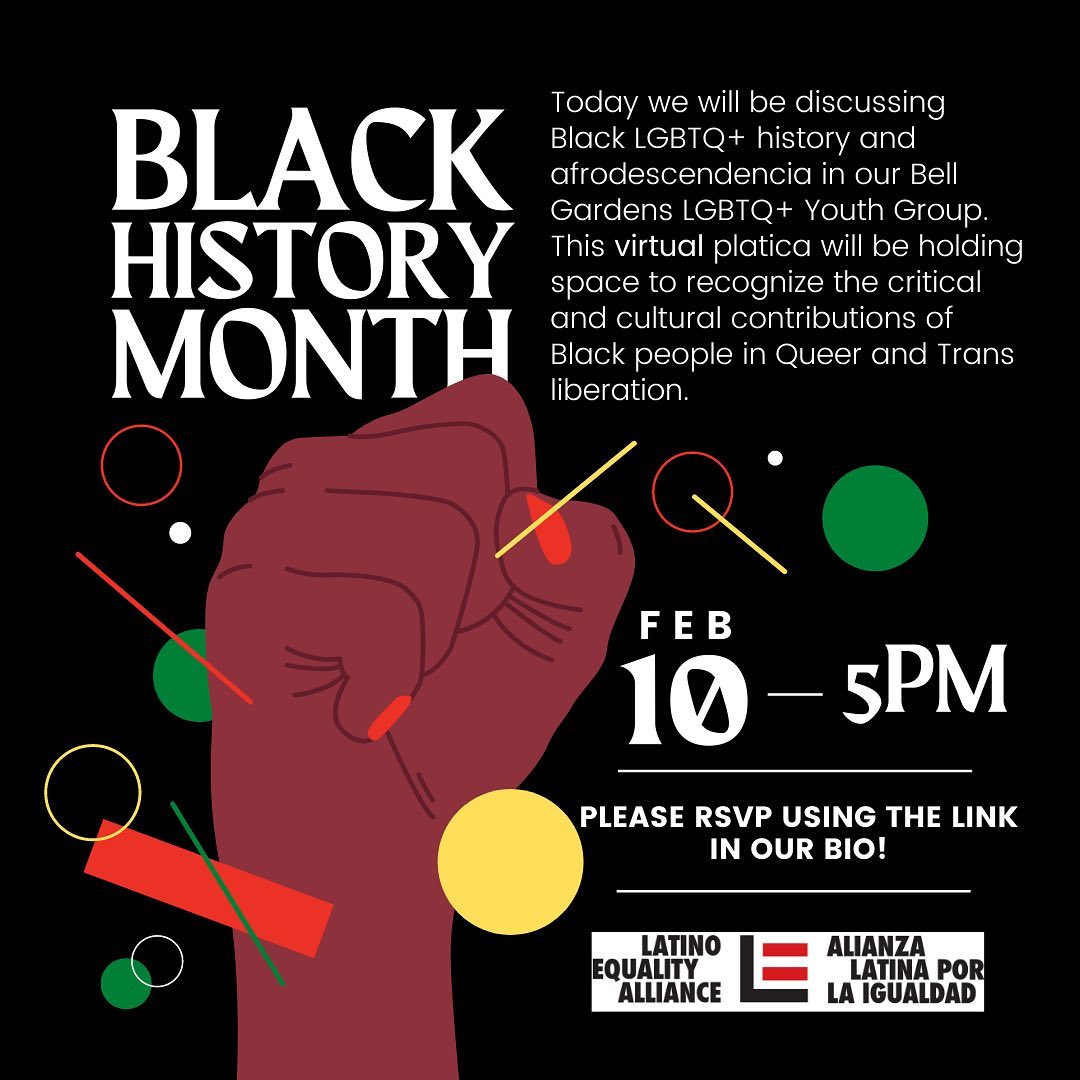 BLACK
HISTORY
MONTH
Today we will be discussing
Black LGBTQ+ history and
afrodescendencia in our Bell
Gardens LGBTQ+ Youth Group.
This virtual platica will be holding
space to recognize the critical
and cultural contributions of
Black people in Queer and Trans
liberation.
FEB
10 — 5PM
PLEASE RSVP USING THE LINK
IN OUR BIO!
LATINO
EQUALITY
ALLIANCE
LE
ALIANZA
LATINA POR
LA IGUALDAD